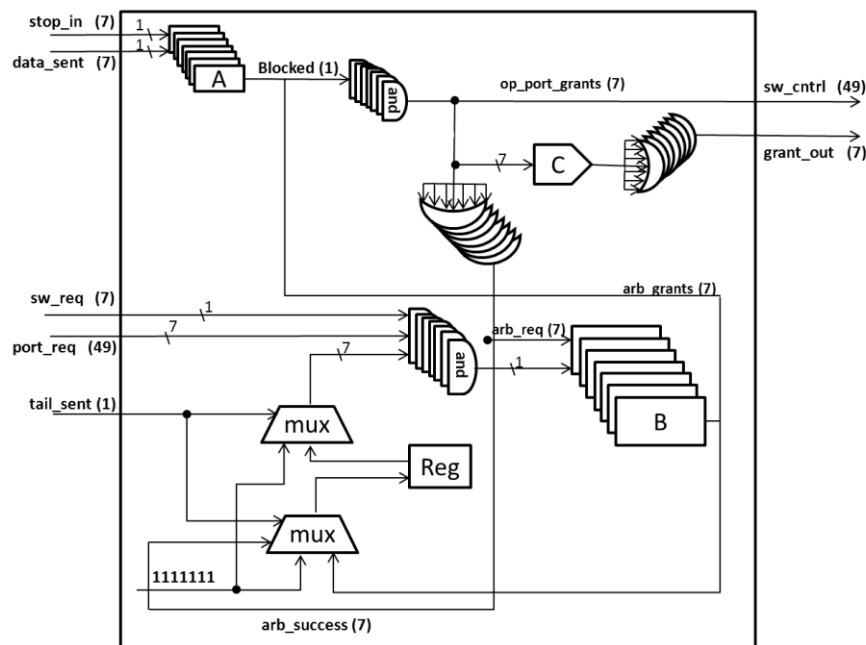 stop_in (7)
1
data_sent (7)
1
A
Blocked (1)
and
op_port_grants (7)
sw_cntrl (49)
7
C
grant_out (7)
arb_grants (7)
sw_req (7)
1
port_req (49)
7
7
and
arb_req (7)
1
B
tail_sent (1)
mux
Reg
mux
1111111
arb_success (7)